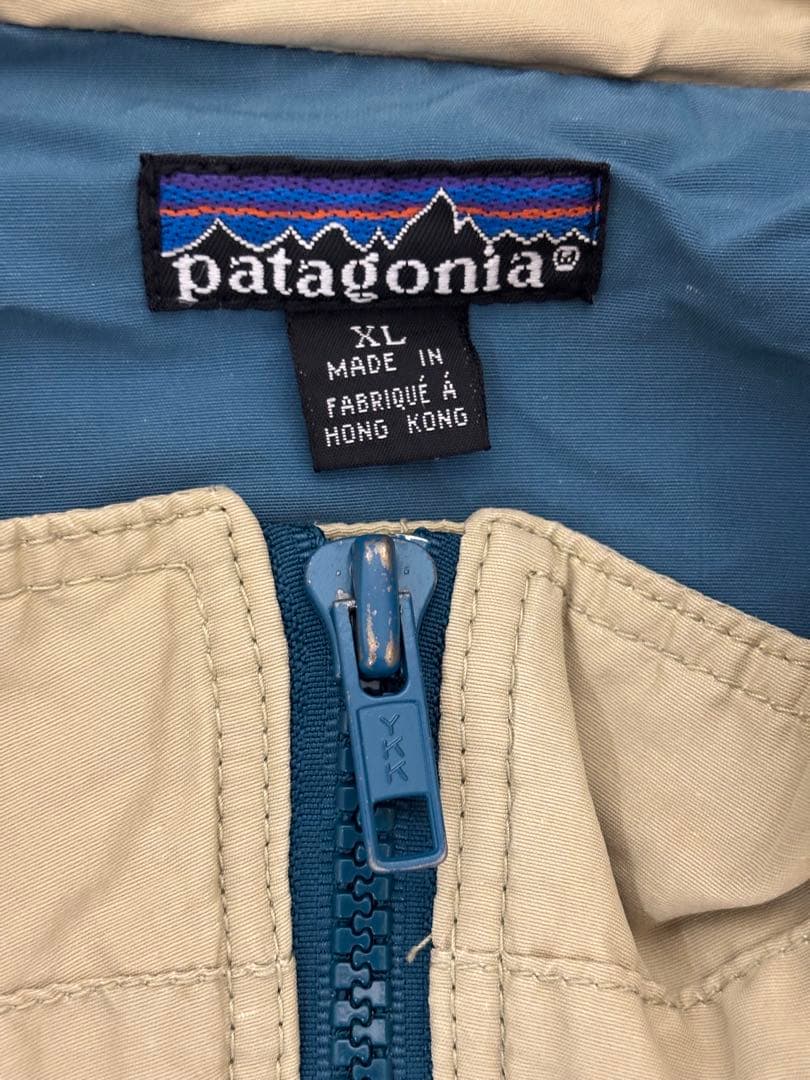 patagonia®
XL
MADE IN
FABRIQUÉ Á
HONG KONG
YKK